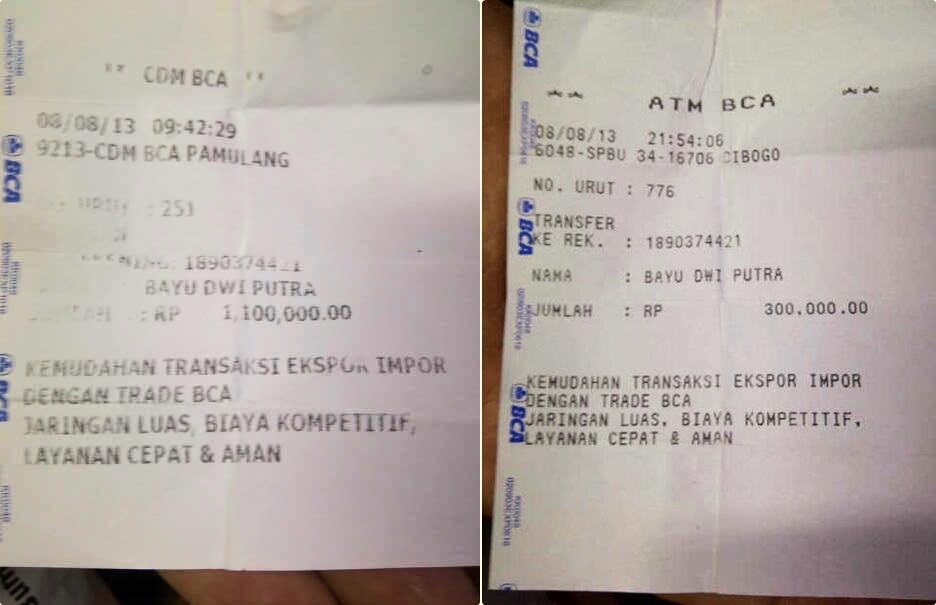 ** CDM BCA **
08/08/13 09:42:29
9213-CDM BCA PAMULANG
: 251
1890374421
BAYU DWI PUTRA
: RP 1,100,000.00
KEMUDAHAN TRANSAKSI EKSPOR IMPOR
DENGAN TRADE BCA
JARINGAN LUAS, BIAYA KOMPETITIF,
LAYANAN CEPAT & AMAN
BCA
** ATM BCA **
08/08/13 21:54:06
6048-SPBU 34-16706 CIBOGO
NO. URUT : 776
TRANSFER
KE REK. : 1890374421
NAMA : BAYU DWI PUTRA
JUMLAH : RP 300,000.00
KEMUDAHAN TRANSAKSI EKSPOR IMPOR
DENGAN TRADE BCA
JARINGAN LUAS, BIAYA KOMPETITIF,
LAYANAN CEPAT & AMAN
BCA
BCA
BCA